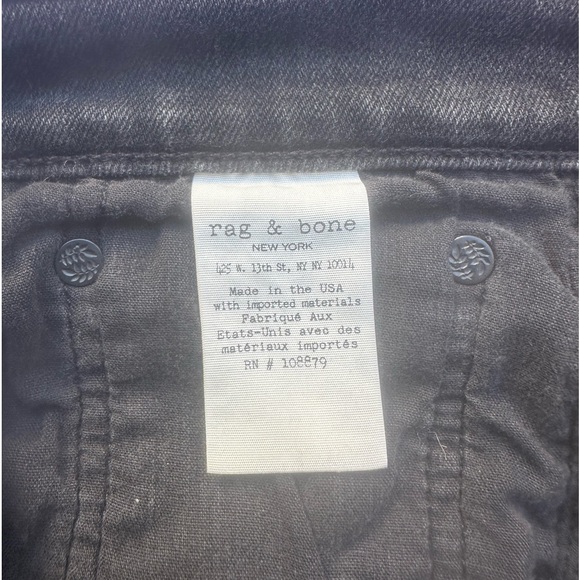 rag & bone
NEW YORK
425 W. 13th St, NY NY 10014
Made in the USA
with imported materials
Fabriqué Aux
Etats-Unis avec des
matériaux importés
RN # 108879